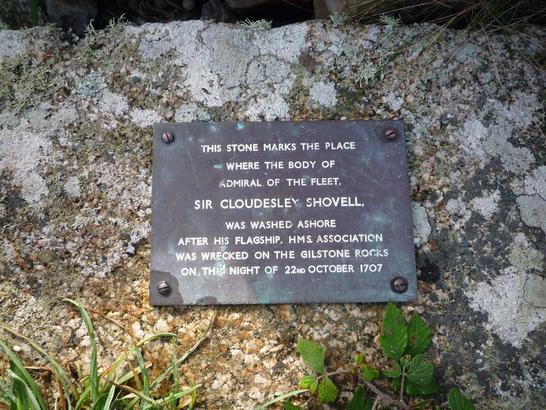 THIS STONE MARKS THE PLACE
WHERE THE BODY OF
ADMIRAL OF THE FLEET,
SIR CLOUDESLEY SHOVELL,
WAS WASHED ASHORE
AFTER HIS FLAGSHIP, H.M.S. ASSOCIATION
WAS WRECKED ON THE GILSTONE ROCKS
ON THE NIGHT OF 22ND OCTOBER 1707